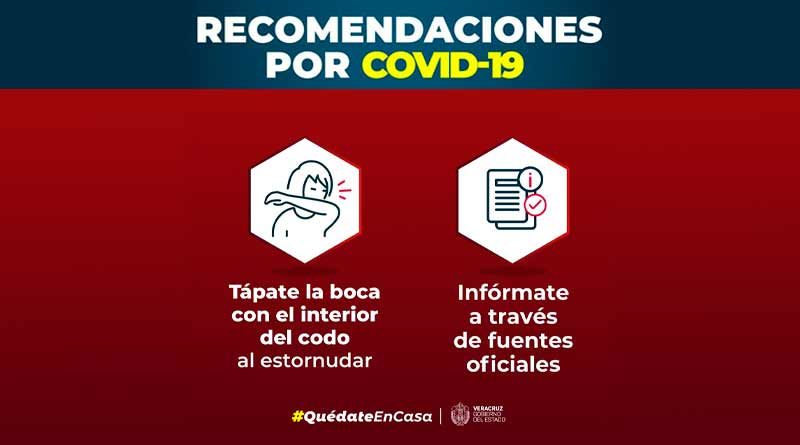 RECOMENDACIONES
POR COVID-19
Tápate la boca
con el interior
del codo
al estornudar
Infórmate
a través
de fuentes
oficiales
#QuédateEnCasa
VERACRUZ
GOBIERNO
DEL ESTADO